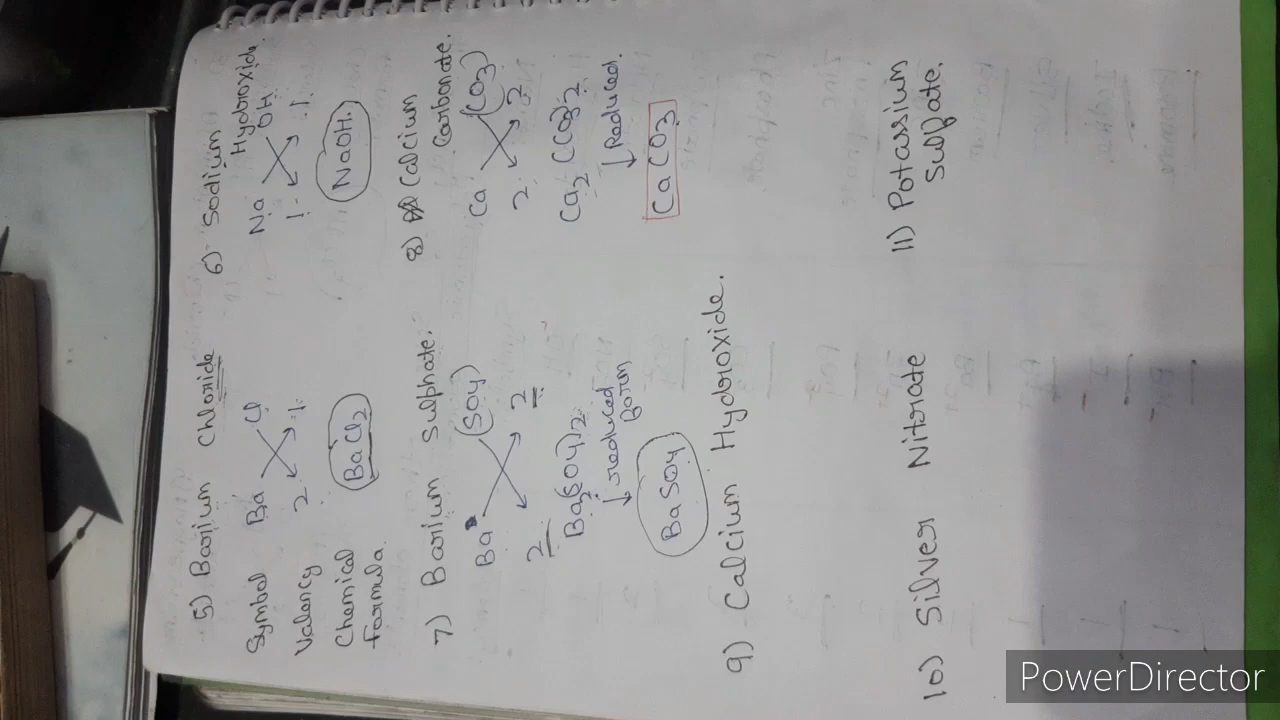 5) Barium Chloride
Symbol Ba Cl
Valency 2 1
Chemical Formula. BaCl2
6) Sodium Hydroxide.
Na OH
1 1
NaOH.
7) Barium Sulphate.
Ba (SO4)
2 2
Ba2(SO4)2
↓ reduced
form
BaSO4
8) Calcium
Carbonate.
Ca (CO3)
2 2
Ca2(CO3)2
↓ Reduced.
CaCO3
9) Calcium Hydroxide.
10) Silver Nitrate
11) Potassium
Sulfate.
PowerDirector